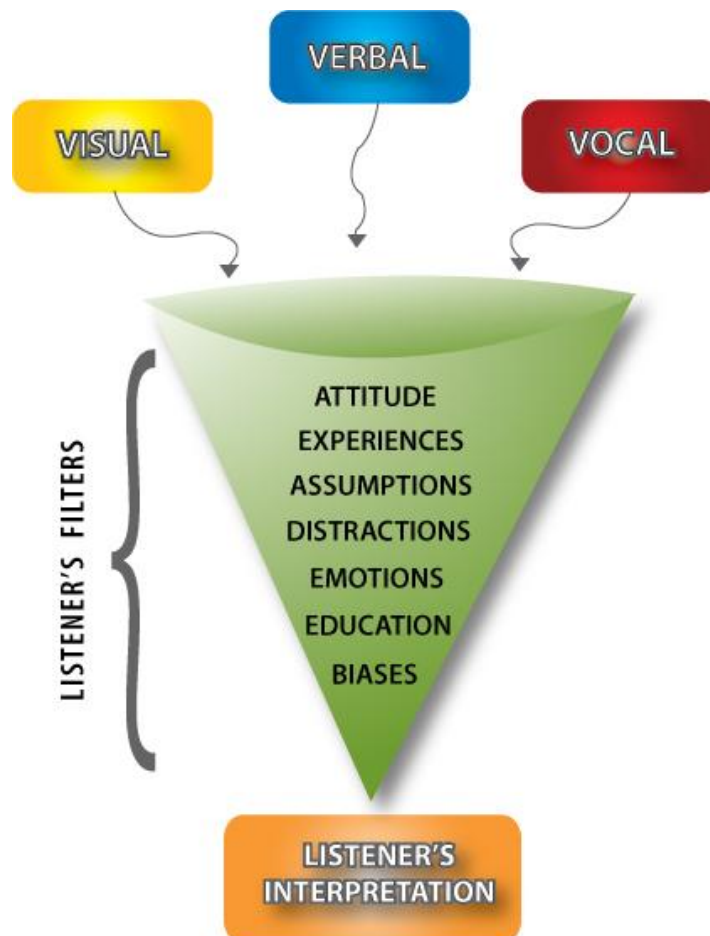 VERBAL
VISUAL
VOCAL
ATTITUDE
EXPERIENCES
ASSUMPTIONS
DISTRACTIONS
EMOTIONS
EDUCATION
BIASES
LISTENER'S FILTERS
LISTENER'S
INTERPRETATION